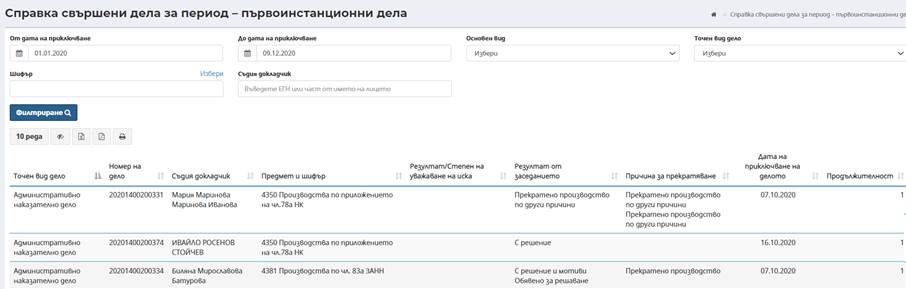 Справка свършени дела за период – първоинстанционни дела
Справка свършени дела за период – първоинстанционни де
От дата на приключване
До дата на приключване
Основен вид
Точен вид дело
01.01.2020
09.12.2020
Избери
Избери
Шифър
Избери
Съдия докладчик
Въведете ЕГН или част от името на лицето
Филтриране
10 реда
Точен вид дело
Номер на
дело
Съдия докладчик
Предмет и шифър
Резултат/Степен на
уважаване на иска
Резултат от
заседанието
Причина за прекратяване
Дата на
приключване на
делото
Продължителност
Административно
наказателно дело
20201400200331
Мария Маринова
Маринова Иванова
4350 Производства по приложението
на чл.78а НК
Прекратено производство
по други причини
Прекратено производство
по други причини
Прекратено производство
по други причини
07.10.2020
1
Административно
наказателно дело
20201400200374
ИВАЙЛО РОСЕНОВ
СТОЙЧЕВ
4350 Производства по приложението
на чл.78а НК
С решение
16.10.2020
1
Административно
наказателно дело
20201400200334
Биляна Мирославова
Батурова
4381 Производства по чл. 83а ЗАНН
С решение и мотиви
Обявено за решаване
Прекратено производство
07.10.2020
1